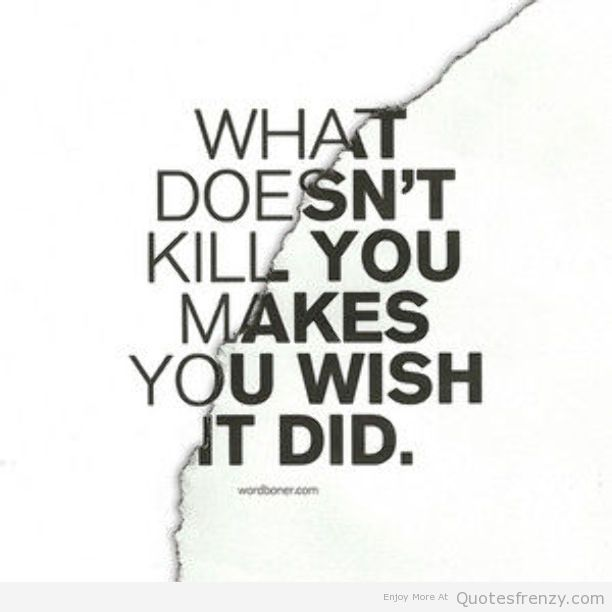 WHAT
DOESN'T
KILL YOU
MAKES
YOU WISH
IT DID.
wordboner.com
Enjoy More At Quotesfrenzy.com